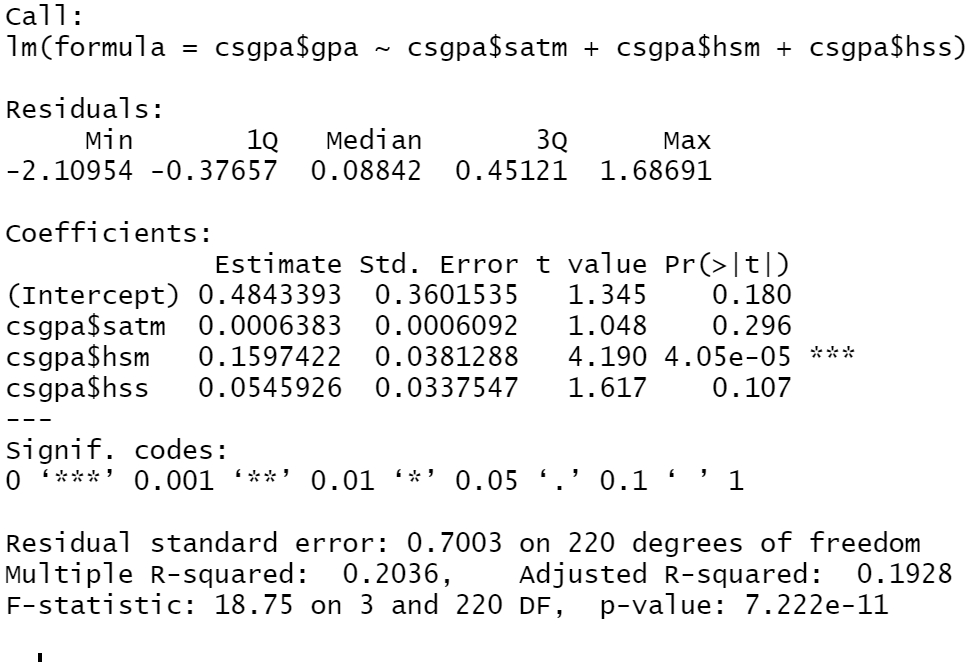 Call:
lm(formula = csgpa$gpa ~ csgpa$satm + csgpa$hsm + csgpa$hss)
Residuals:
Min 1Q Median 3Q Max
-2.10954 -0.37657 0.08842 0.45121 1.68691
Coefficients:
Estimate Std. Error t value Pr(>|t|)
(Intercept) 0.4843393 0.3601535 1.345 0.180
csgpa$satm 0.0006383 0.0006092 1.048 0.296
csgpa$hsm 0.1597422 0.0381288 4.190 4.05e-05 ***
csgpa$hss 0.0545926 0.0337547 1.617 0.107
---
Signif. codes:
0 ‘***’ 0.001 ‘**’ 0.01 ‘*’ 0.05 ‘.’ 0.1 ‘ ’ 1
Residual standard error: 0.7003 on 220 degrees of freedom
Multiple R-squared: 0.2036, Adjusted R-squared: 0.1928
F-statistic: 18.75 on 3 and 220 DF, p-value: 7.222e-11